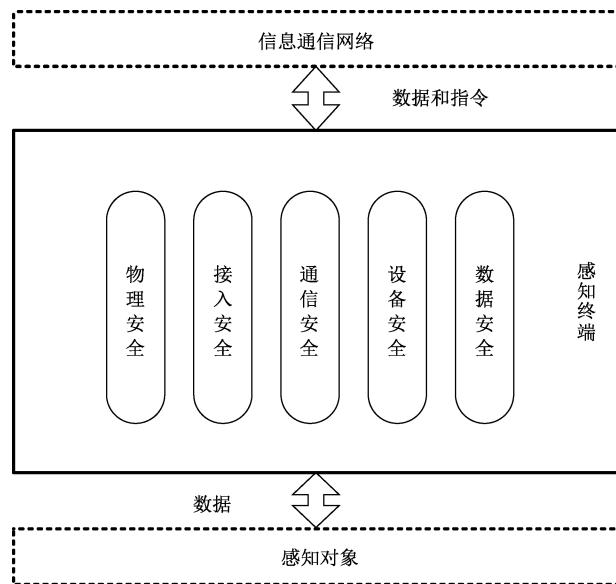 信息通信网络
数据和指令
物理安全
接入安全
通信安全
设备安全
数据安全
感知终端
数据
感知对象